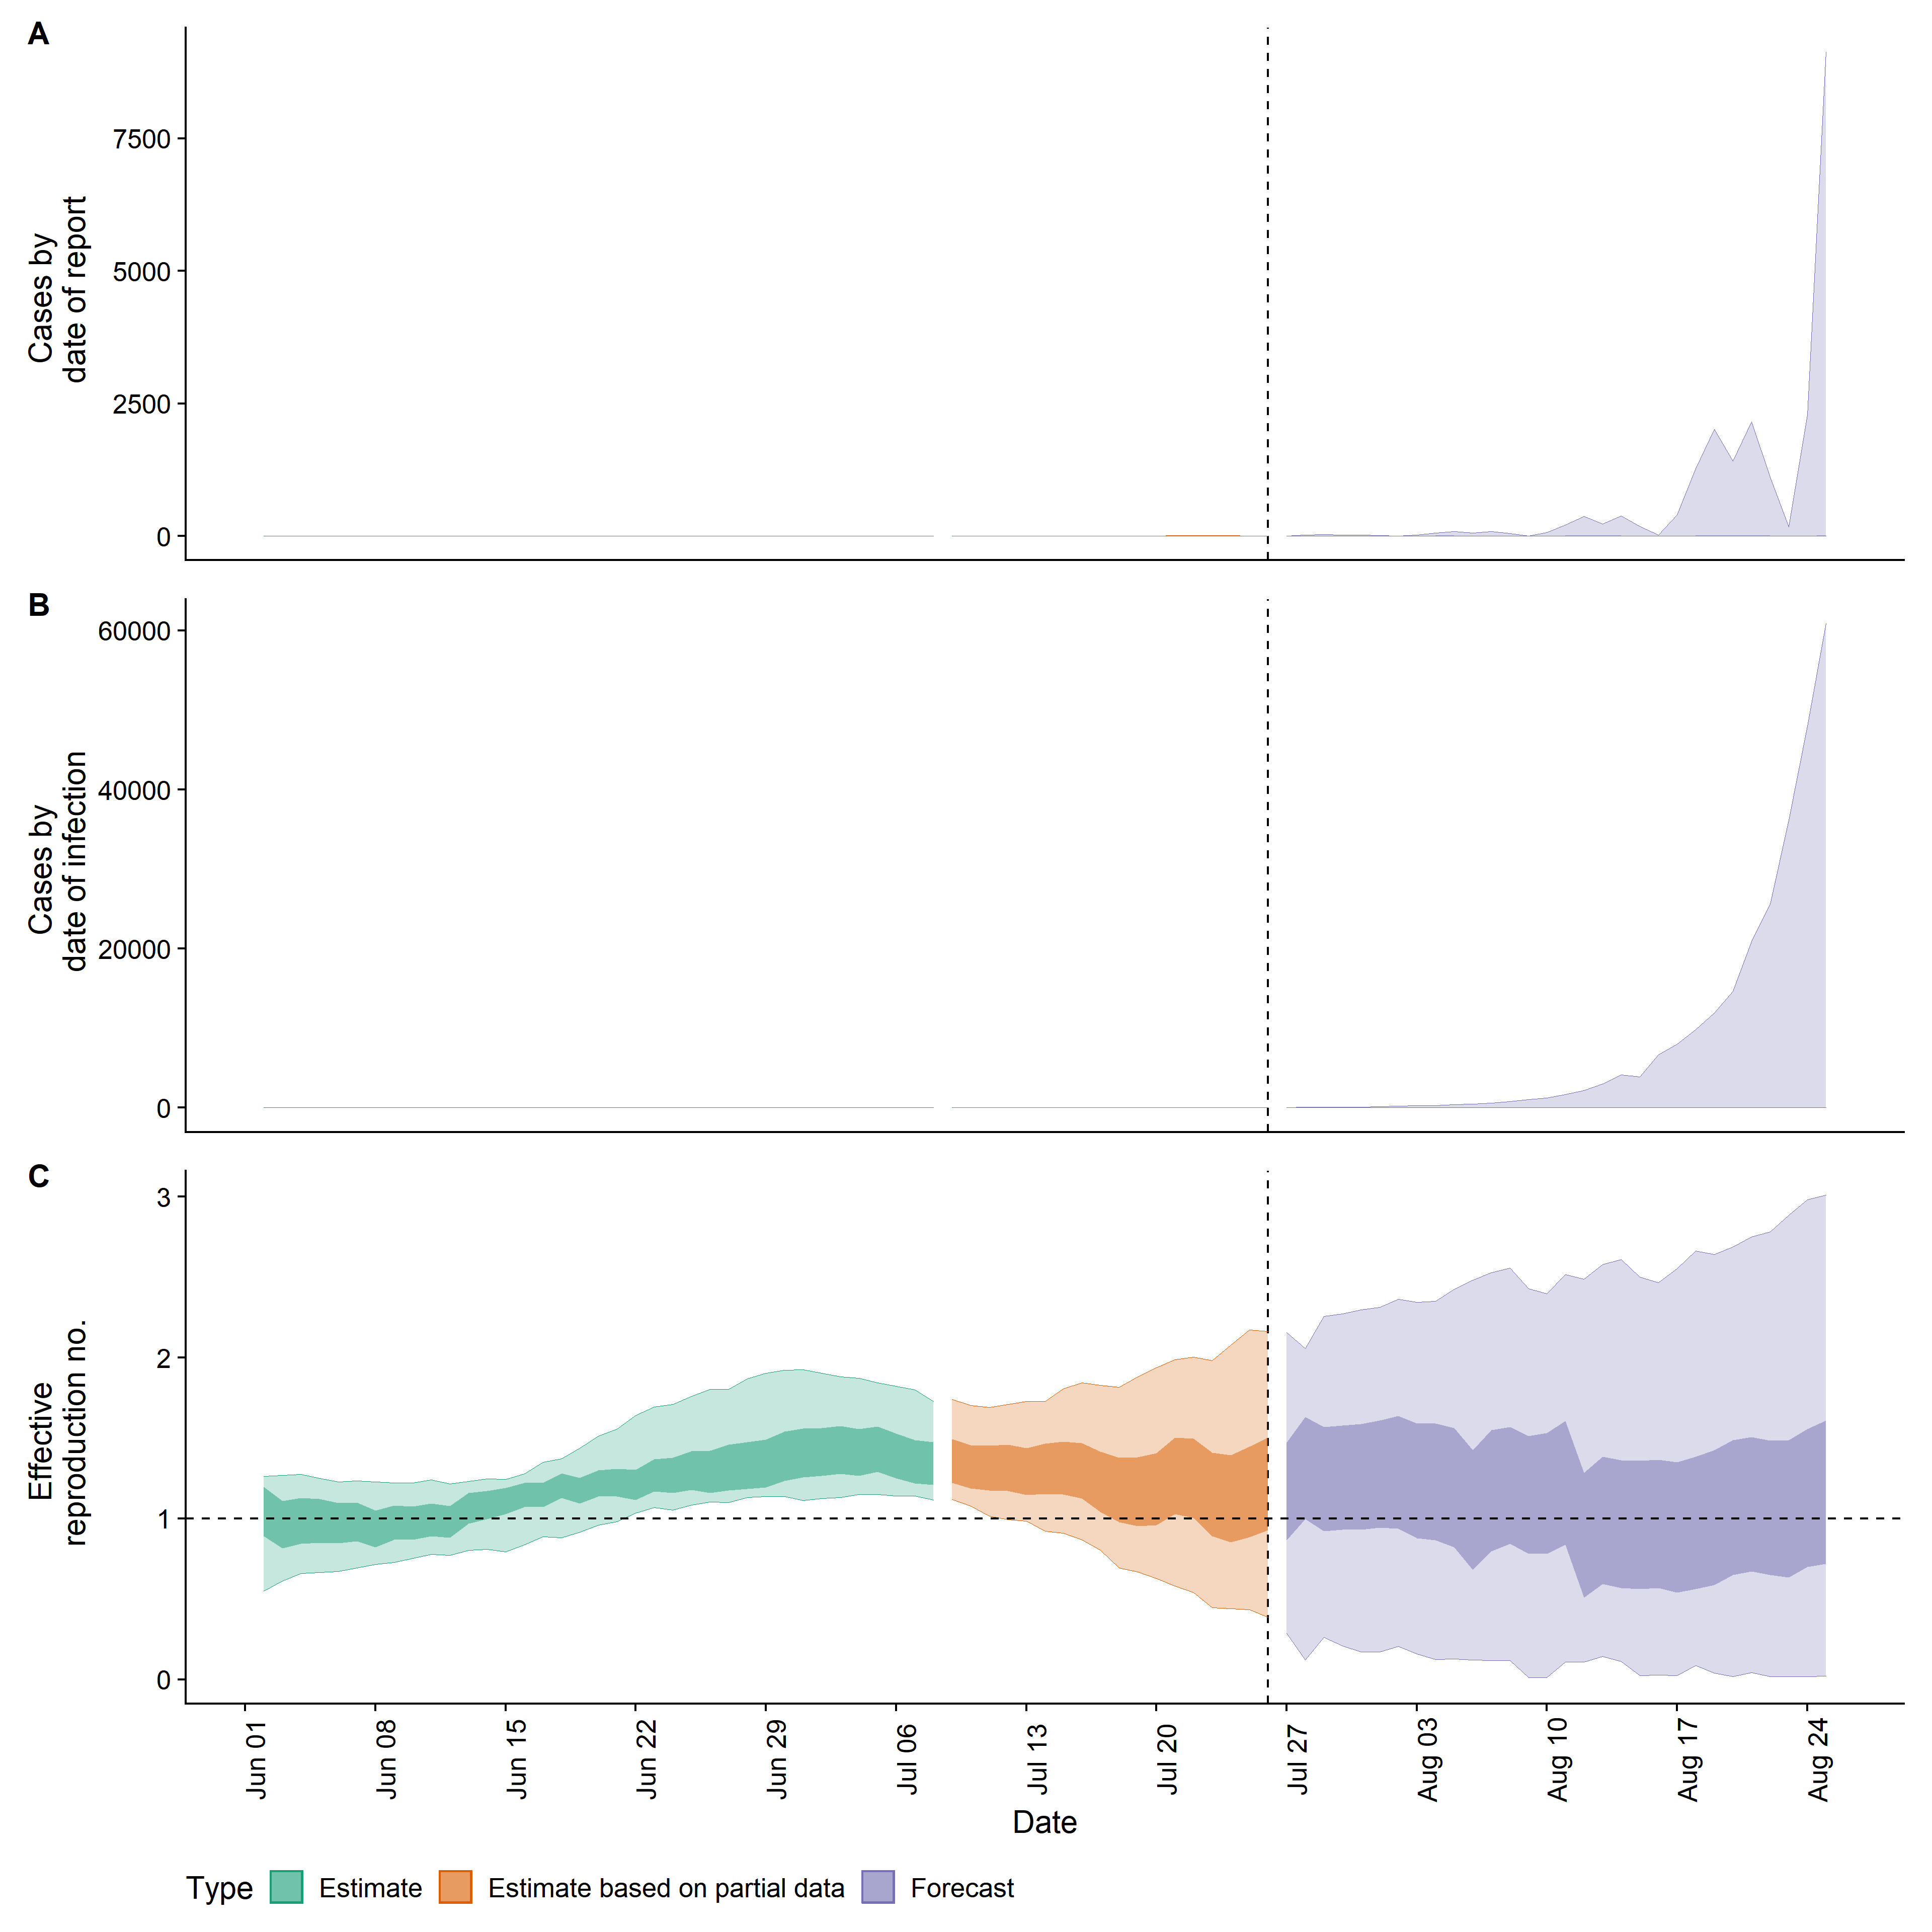 A
Cases by
date of report
7500
5000
2500
0
B
Cases by
date of infection
60000
40000
20000
0
C
Effective
reproduction no.
3
2
1
0
Jun 01
Jun 08
Jun 15
Jun 22
Jun 29
Jul 06
Jul 13
Jul 20
Jul 27
Aug 03
Aug 10
Aug 17
Aug 24
Date
Type Estimate Estimate based on partial data Forecast